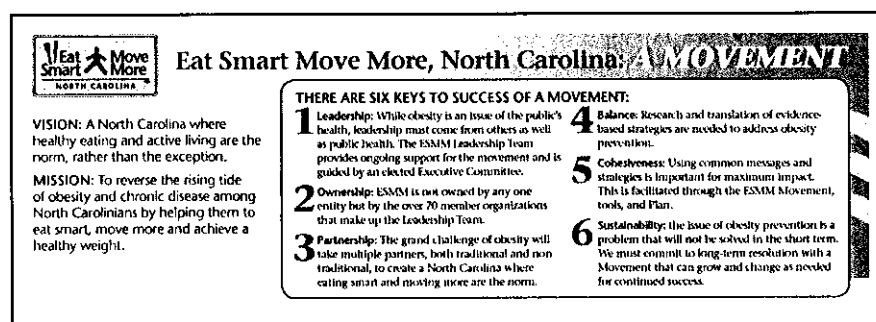 Eat Smart Move More
NORTH CAROLINA
Eat Smart Move More, North Carolina: A MOVEMENT
VISION: A North Carolina where
healthy eating and active living are the
norm, rather than the exception.
MISSION: To reverse the rising tide
of obesity and chronic disease among
North Carolinians by helping them to
eat smart, move more and achieve a
healthy weight.
THERE ARE SIX KEYS TO SUCCESS OF A MOVEMENT:
1 Leadership: While obesity is an issue of the public's
health, leadership must come from others as well
as public health. The ESMM Leadership Team
provides ongoing support for the movement and is
guided by an elected Executive Committee.
2 Ownership: ESMM is not owned by any one
entity but by the over 70 member organizations
that make up the Leadership Team.
3 Partnership: The grand challenge of obesity will
take multiple partners, both traditional and non
traditional, to create a North Carolina where
eating smart and moving more are the norm.
4 Balance: Research and translation of evidence-
based strategies are needed to address obesity
prevention.
5 Cohesiveness: Using common messages and
strategies is important for maximum impact.
This is facilitated through the ESMM Movement,
tools, and Plan.
6 Sustainability: the issue of obesity prevention is a
problem that will not be solved in the short term.
We must commit to long-term resolution with a
Movement that can grow and change as needed
for continued success.